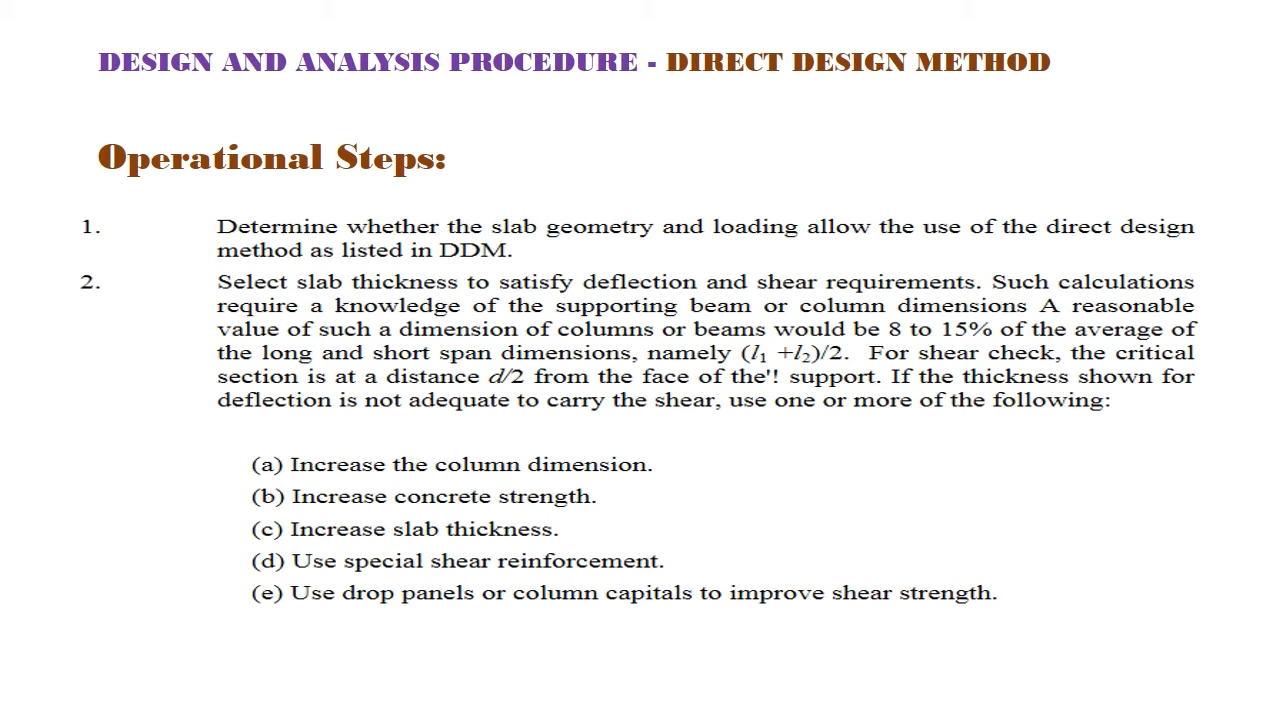 DESIGN AND ANALYSIS PROCEDURE - DIRECT DESIGN METHOD
Operational Steps:
1. Determine whether the slab geometry and loading allow the use of the direct design
method as listed in DDM.
2. Select slab thickness to satisfy deflection and shear requirements. Such calculations
require a knowledge of the supporting beam or column dimensions A reasonable
value of such a dimension of columns or beams would be 8 to 15% of the average of
the long and short span dimensions, namely (l₁ +l₂)/2. For shear check, the critical
section is at a distance d/2 from the face of the'! support. If the thickness shown for
deflection is not adequate to carry the shear, use one or more of the following:
(a) Increase the column dimension.
(b) Increase concrete strength.
(c) Increase slab thickness.
(d) Use special shear reinforcement.
(e) Use drop panels or column capitals to improve shear strength.